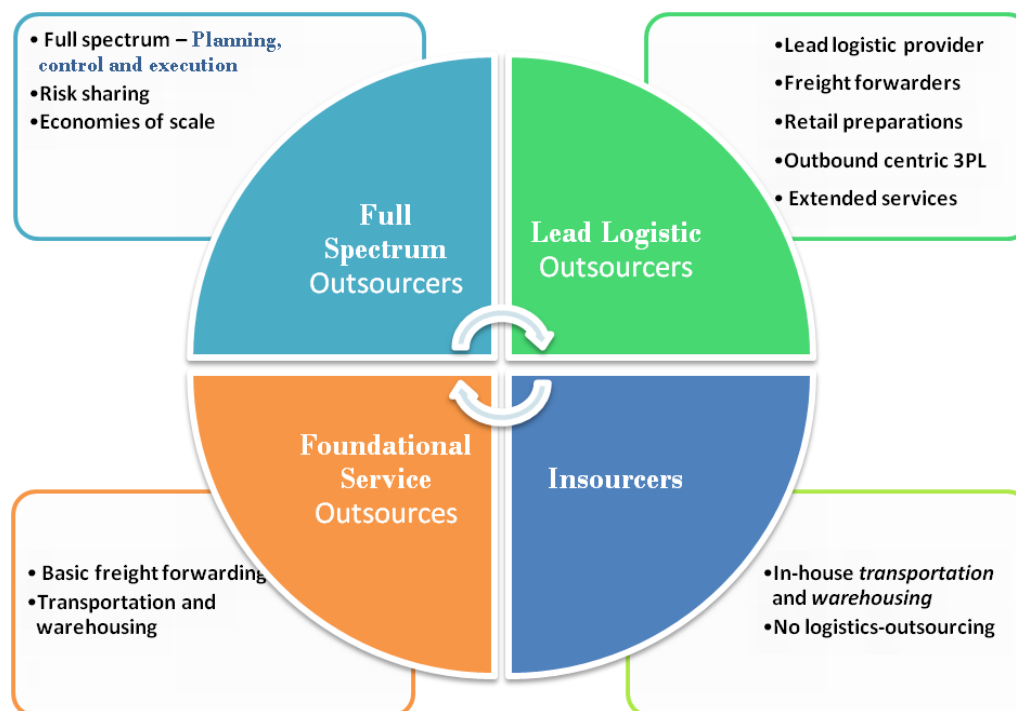 • Full spectrum – Planning,
control and execution
•Risk sharing
•Economies of scale
•Lead logistic provider
•Freight forwarders
•Retail preparations
•Outbound centric 3PL
• Extended services
Full
Spectrum
Outsourcers
Lead Logistic
Outsourcers
Foundational
Service
Outsources
Insourcers
• Basic freight forwarding
•Transportation and
warehousing
•In-house transportation
and warehousing
•No logistics-outsourcing